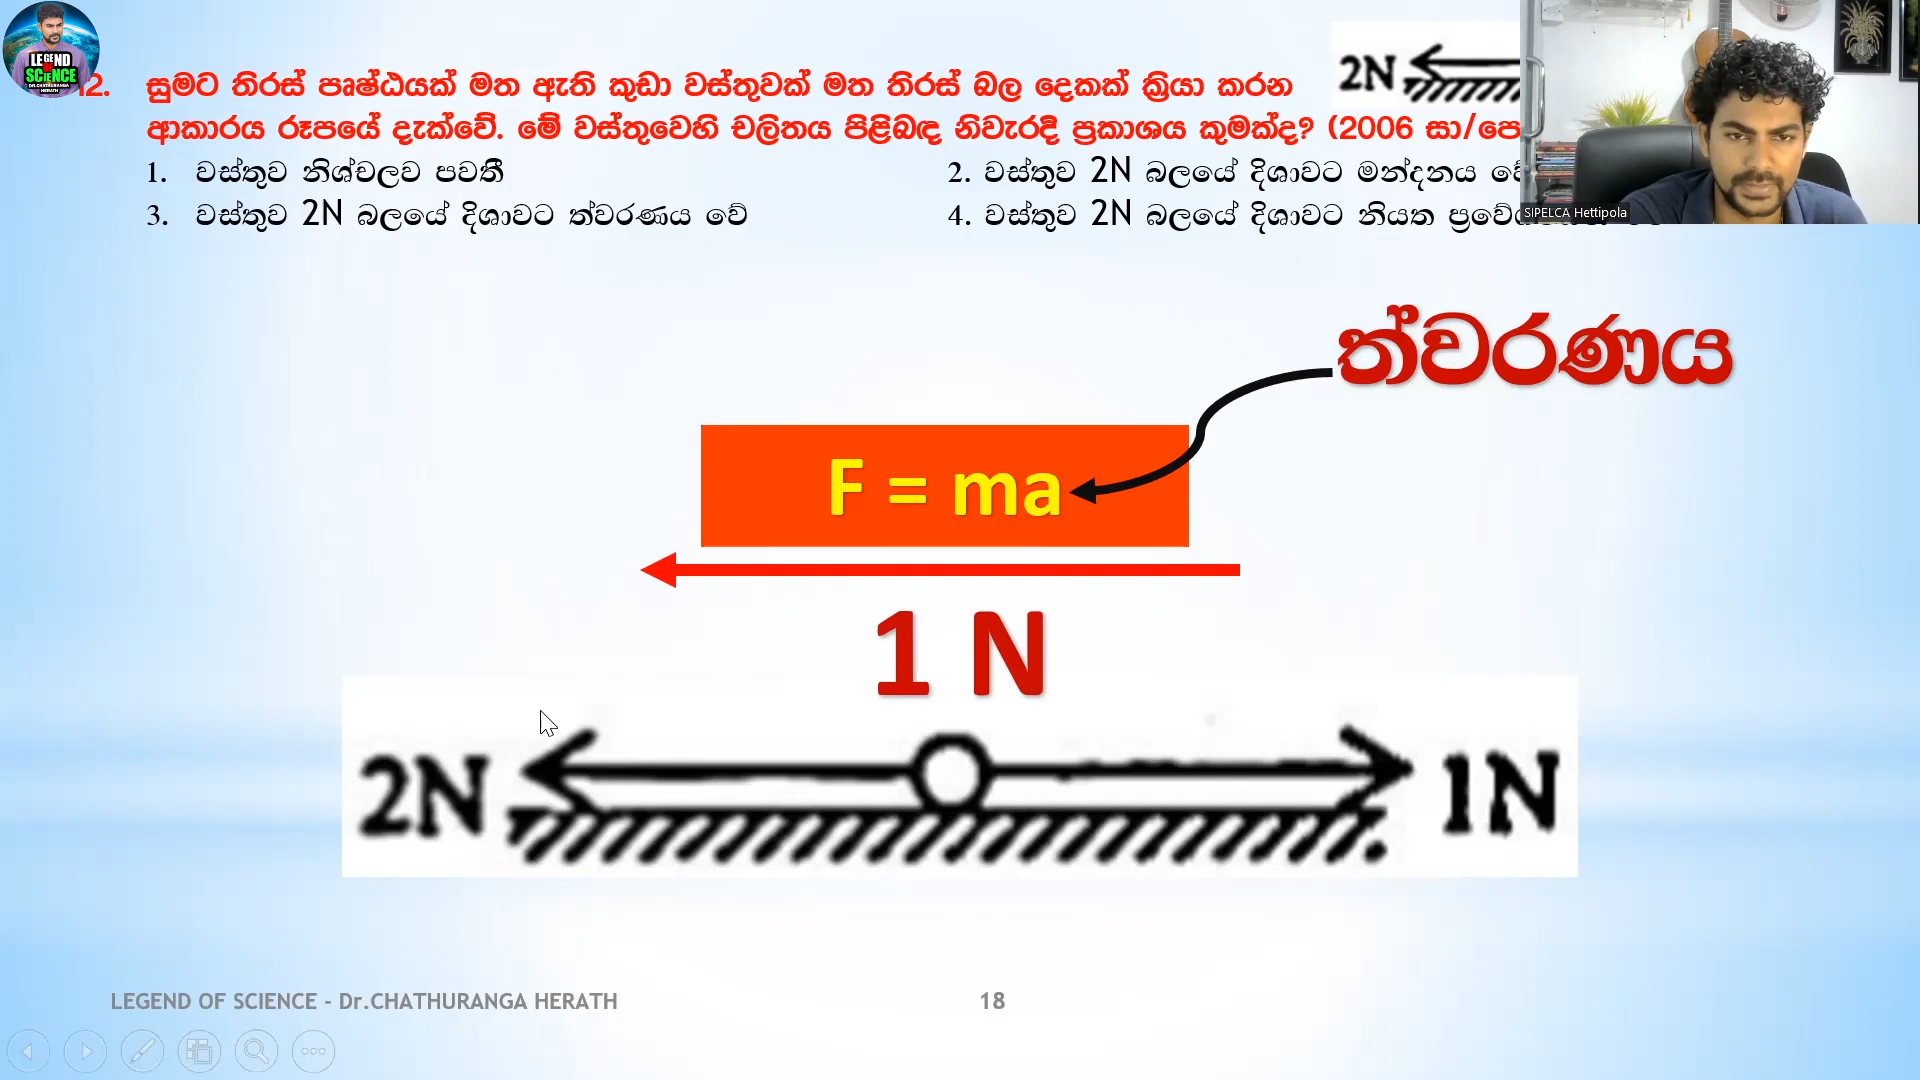 LEGEND
OF
SCIENCE
DR.CHATHURANGA
HERATH
12. සුමට තිරස් පෘෂ්ඨයක් මත ඇති කුඩා වස්තුවක් මත තිරස් බල දෙකක් ක්‍රියා කරන
ආකාරය රූපයේ දැක්වේ. මේ වස්තුවෙහි චලිතය පිළිබඳ නිවැරදි ප්‍රකාශය කුමක්ද? (2006 සා/පෙ
2N
1. වස්තුව නිශ්චලව පවතී
2. වස්තුව 2N බලයේ දිශාවට මන්දනය
3. වස්තුව 2N බලයේ දිශාවට ත්වරණය වේ
4. වස්තුව 2N බලයේ දිශාවට නියත
SIPELCA Hettipola
ත්වරණය
F = ma
1 N
2N
1N
LEGEND OF SCIENCE - Dr.CHATHURANGA HERATH
18